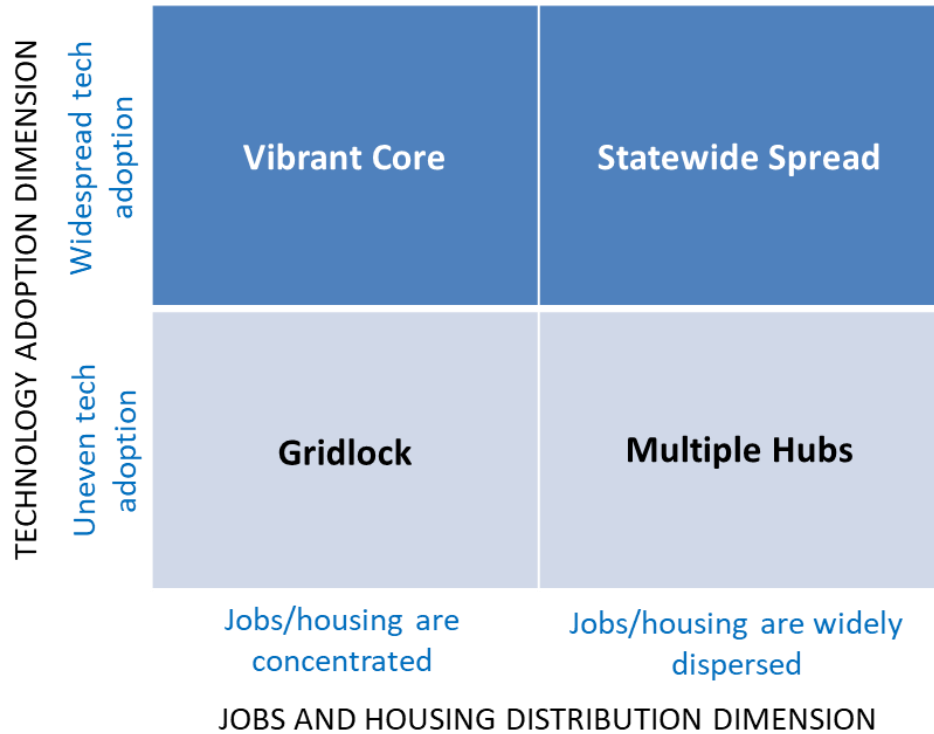 TECHNOLOGY ADOPTION DIMENSION
Widespread tech
adoption
Vibrant Core
Statewide Spread
Uneven tech
adoption
Gridlock
Multiple Hubs
Jobs/housing are
concentrated
Jobs/housing are widely
dispersed
JOBS AND HOUSING DISTRIBUTION DIMENSION